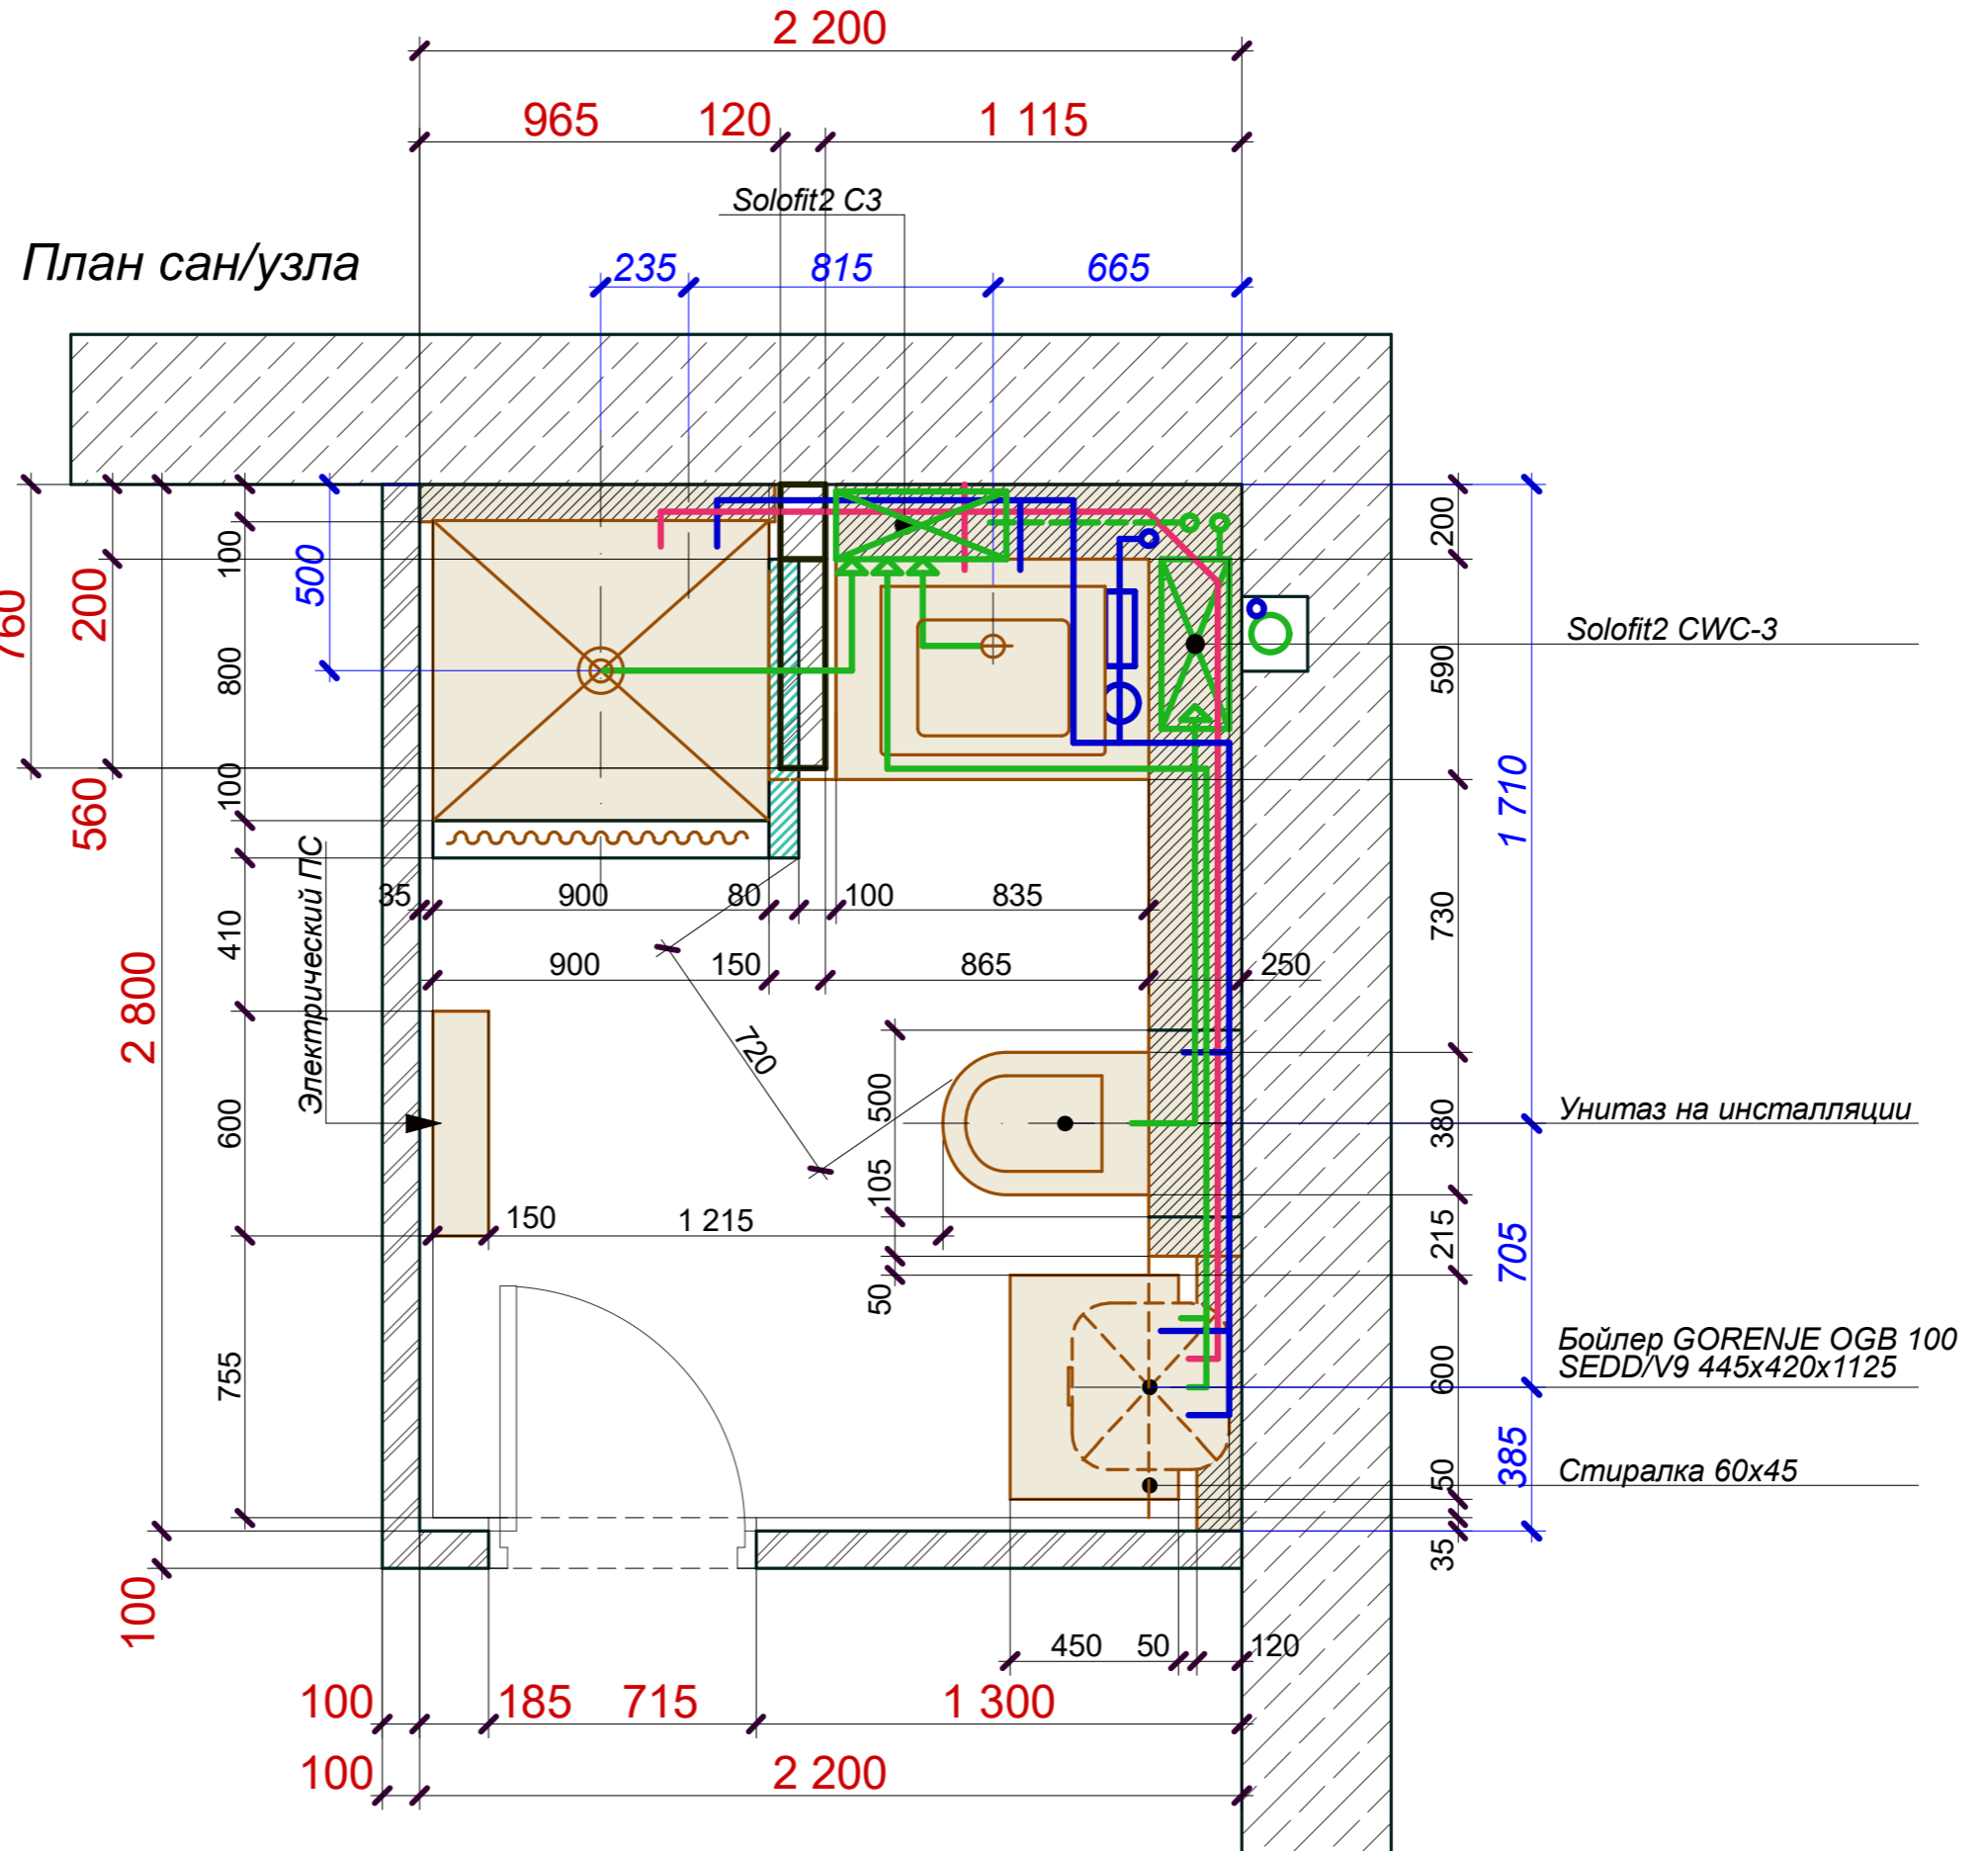 2 200
965 120 1 115
Solofit2 C3
План сан/узла
235 815 665
760
200
560
2 800
100
100
800
100
410
600
755
500
Электрический ПС
35 900 80 100 835
900 150 865 250
720
500
105
50
150 1 215
200
590
730
380
215
600
50
35
1 710
705
385
Solofit2 CWC-3
Унитаз на инсталляции
Бойлер GORENJE OGB 100
SEDD/V9 445x420x1125
Стиралка 60x45
450 50 120
100 185 715 1 300
100 2 200